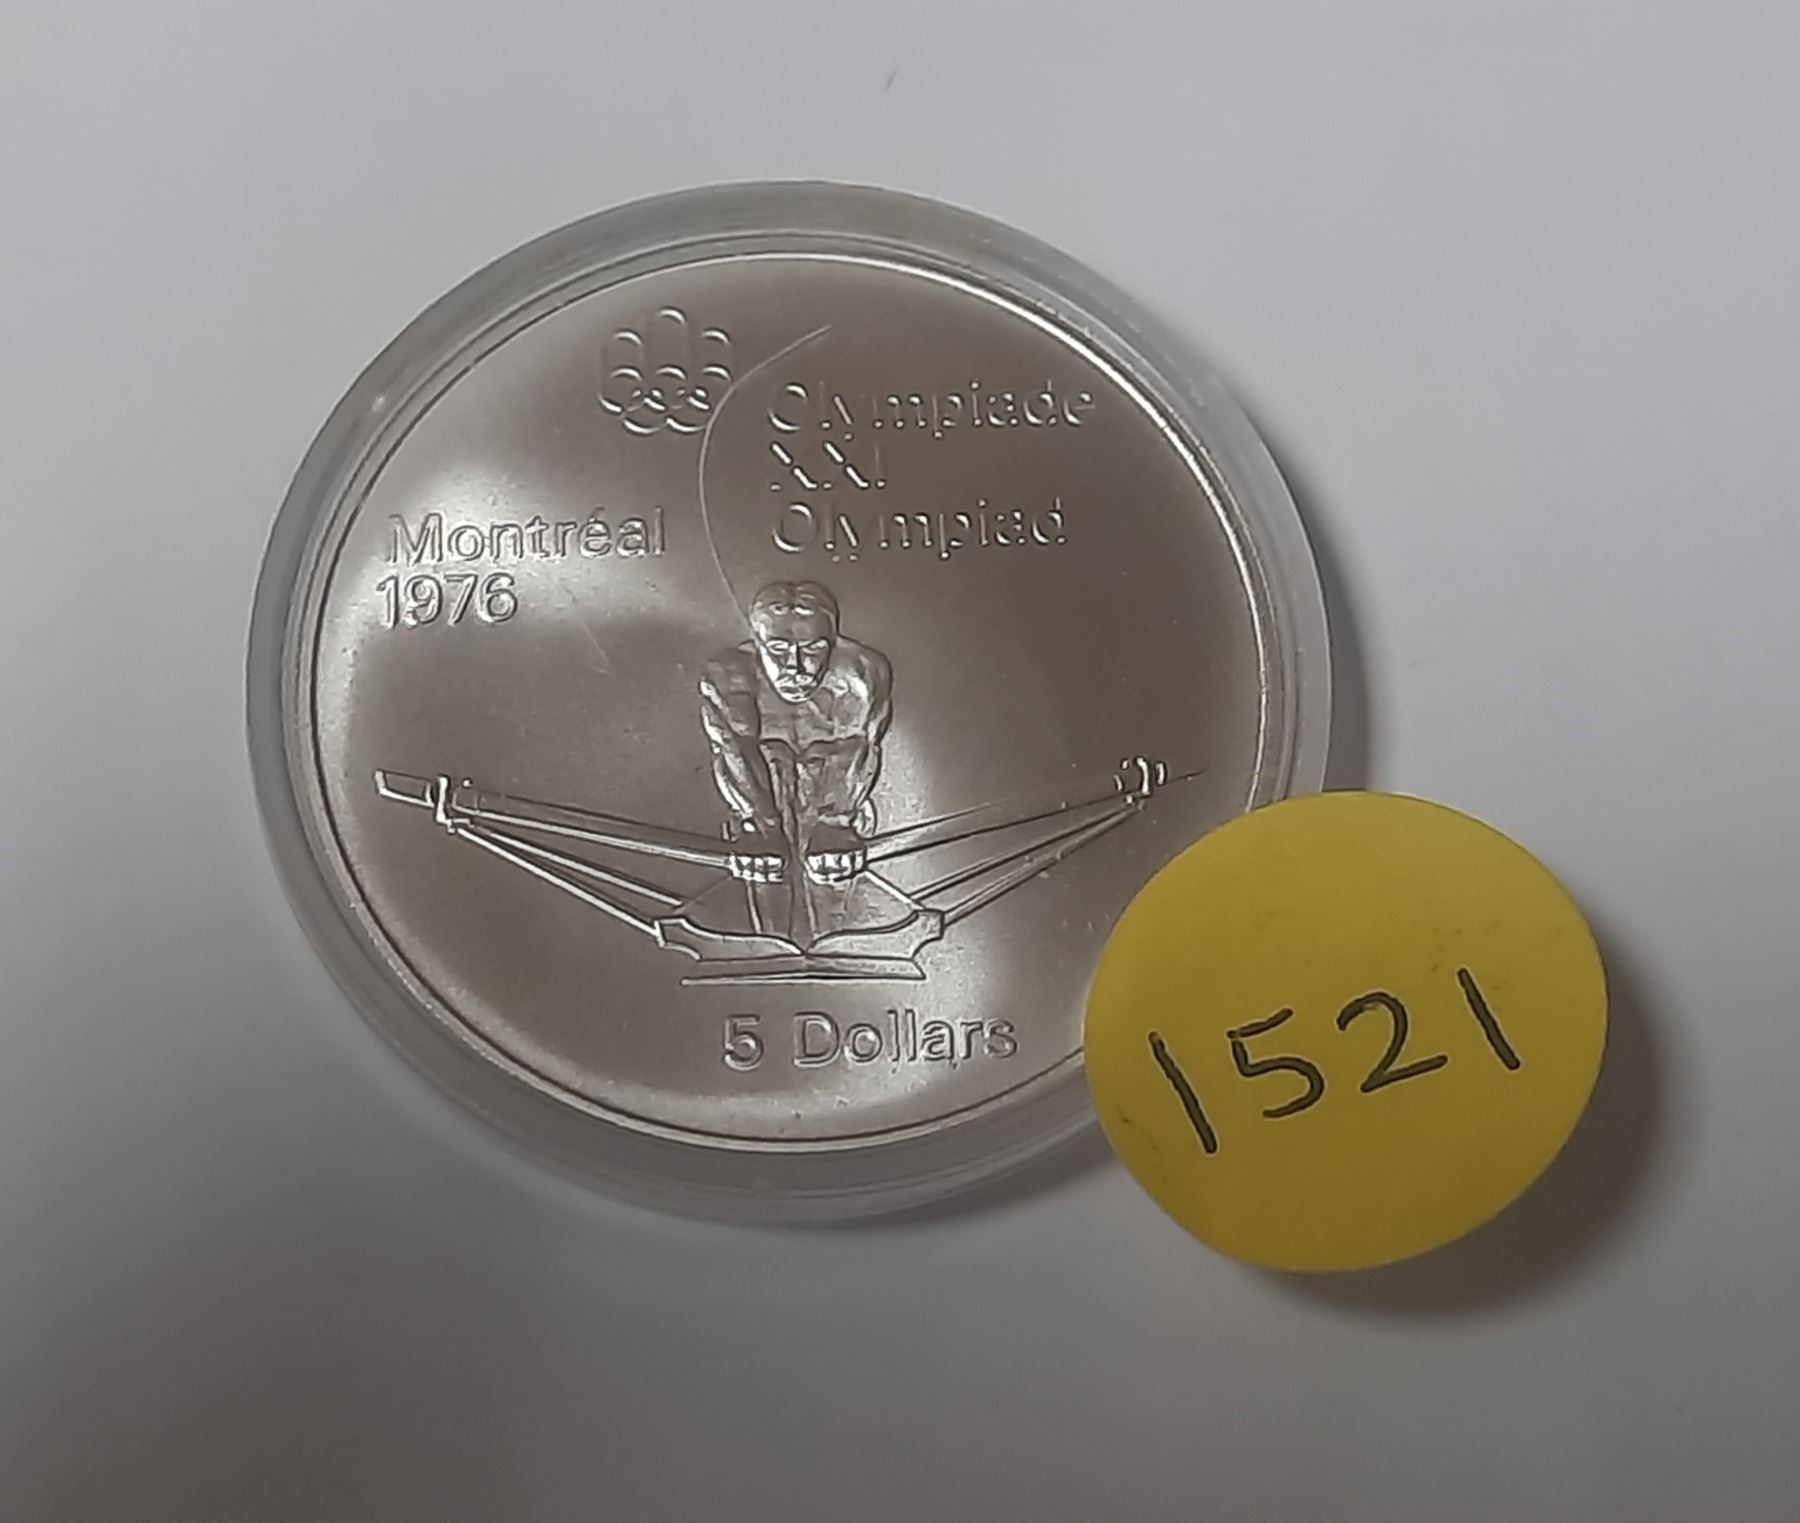 Olympiade
XXI
Olympiad
Montréal
1976
5 Dollars
1521